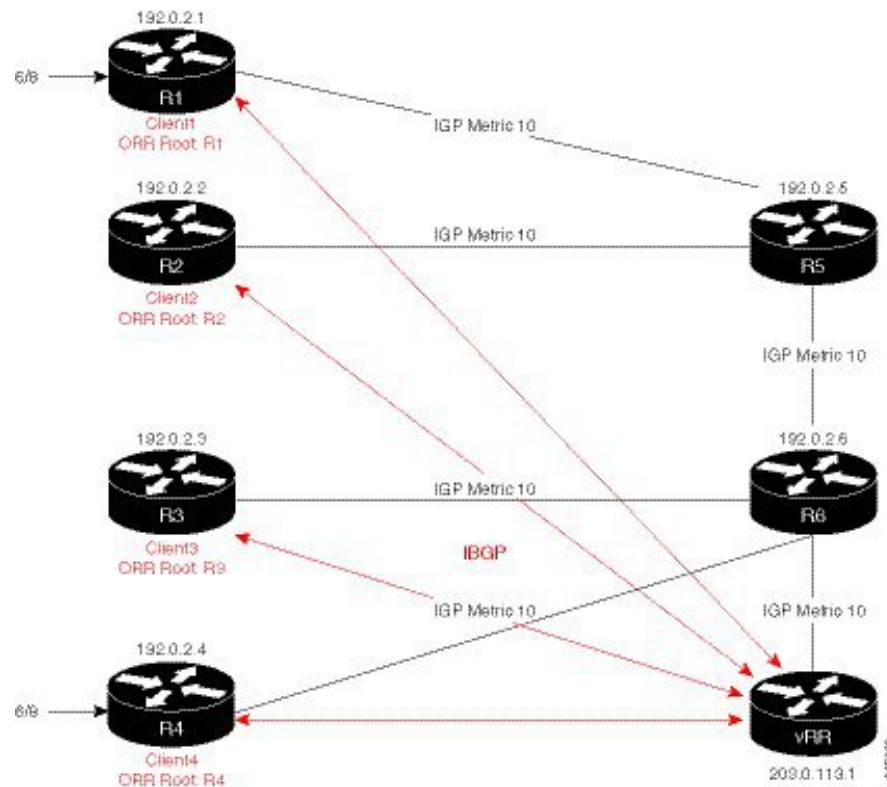 192.0.2.1
6/8
R1
Client1
ORR Root: R1
IGP Metric 10
192.0.2.2
192.0.2.5
R2
IGP Metric 10
R5
Client2
ORR Root: R2
IGP Metric 10
192.0.2.3
192.0.2.6
R3
IGP Metric 10
R6
Client3
ORR Root: R3
IBGP
IGP Metric 10
IGP Metric 10
192.0.2.4
6/8
R4
vRR
Client4
ORR Root: R4
203.0.113.1